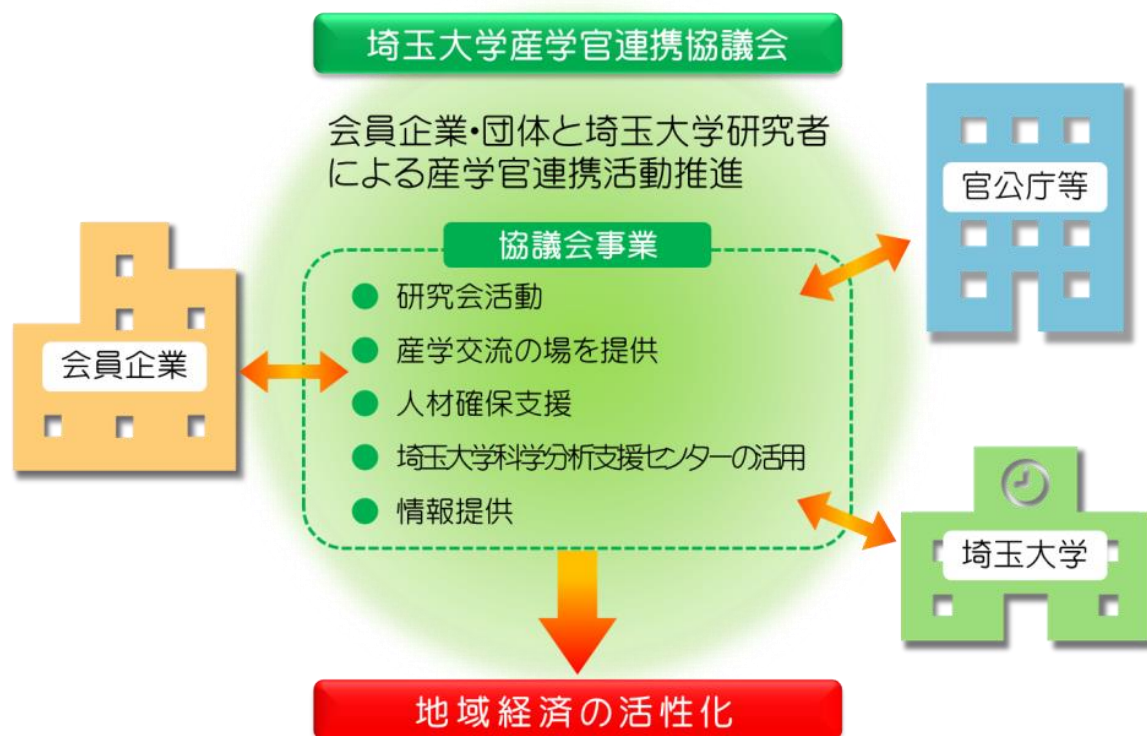 埼玉大学産学官連携協議会
会員企業・団体と埼玉大学研究者
による産学官連携活動推進
官公庁等
協議会事業
● 研究会活動
● 産学交流の場を提供
会員企業
● 人材確保支援
● 埼玉大学科学分析支援センターの活用
● 情報提供
埼玉大学
地域経済の活性化